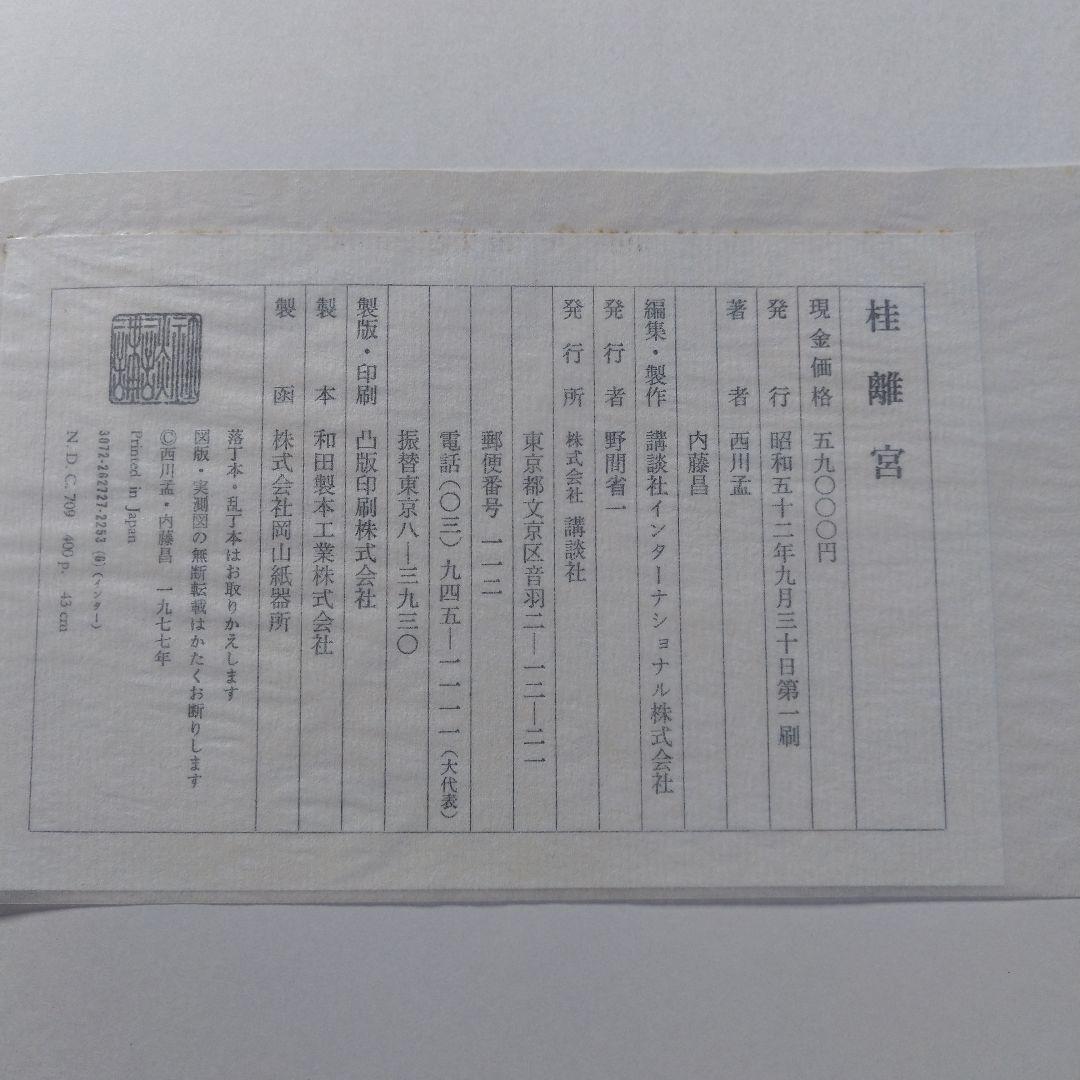 桂離宮
現金価格 五九〇〇〇円
発行 昭和五十二年九月三十日第一刷
著者 西川孟
内藤昌
編集・製作 講談社インターナショナル株式会社
発行者 野間省一
発行所 株式会社 講談社
東京都文京区音羽二—一二—二一
郵便番号 一一二
電話(〇三)九四五—一一一一(大代表)
振替東京八—三九三〇
製版・印刷 凸版印刷株式会社
製本 和田製本工業株式会社
製函 株式会社岡山紙器所
落丁本・乱丁本はお取りかえします
図版・実測図の無断転載はかたくお断りします
©西川孟・内藤昌 一九七七年
Printed in Japan
3072-262727-2253 (0) (インター)
N.D.C. 709 400 p. 43 cm